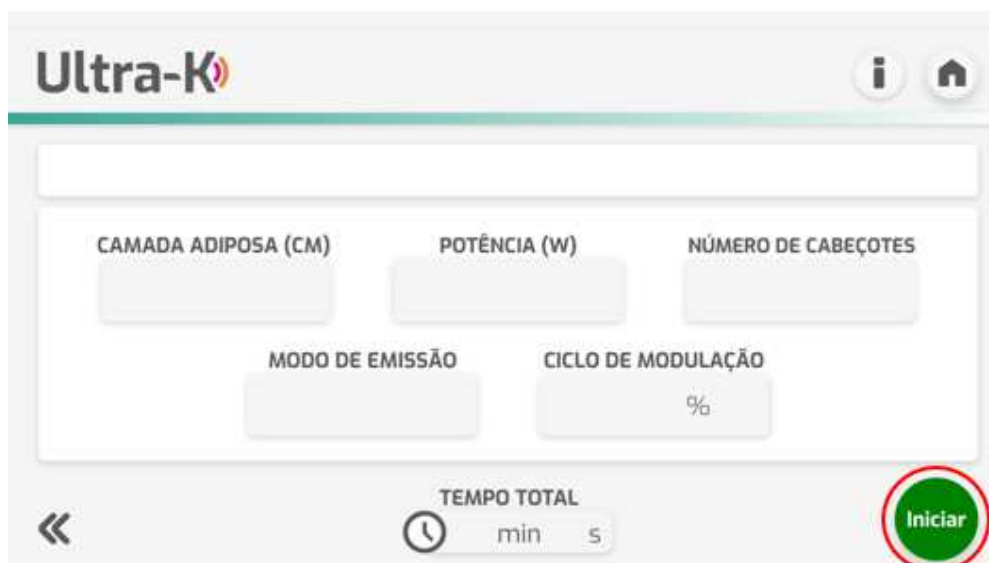 Ultra-K
i
CAMADA ADIPOSA (CM) POTÊNCIA (W) NÚMERO DE CABEÇOTES
MODO DE EMISSÃO CICLO DE MODULAÇÃO
%
TEMPO TOTAL
min s
Iniciar